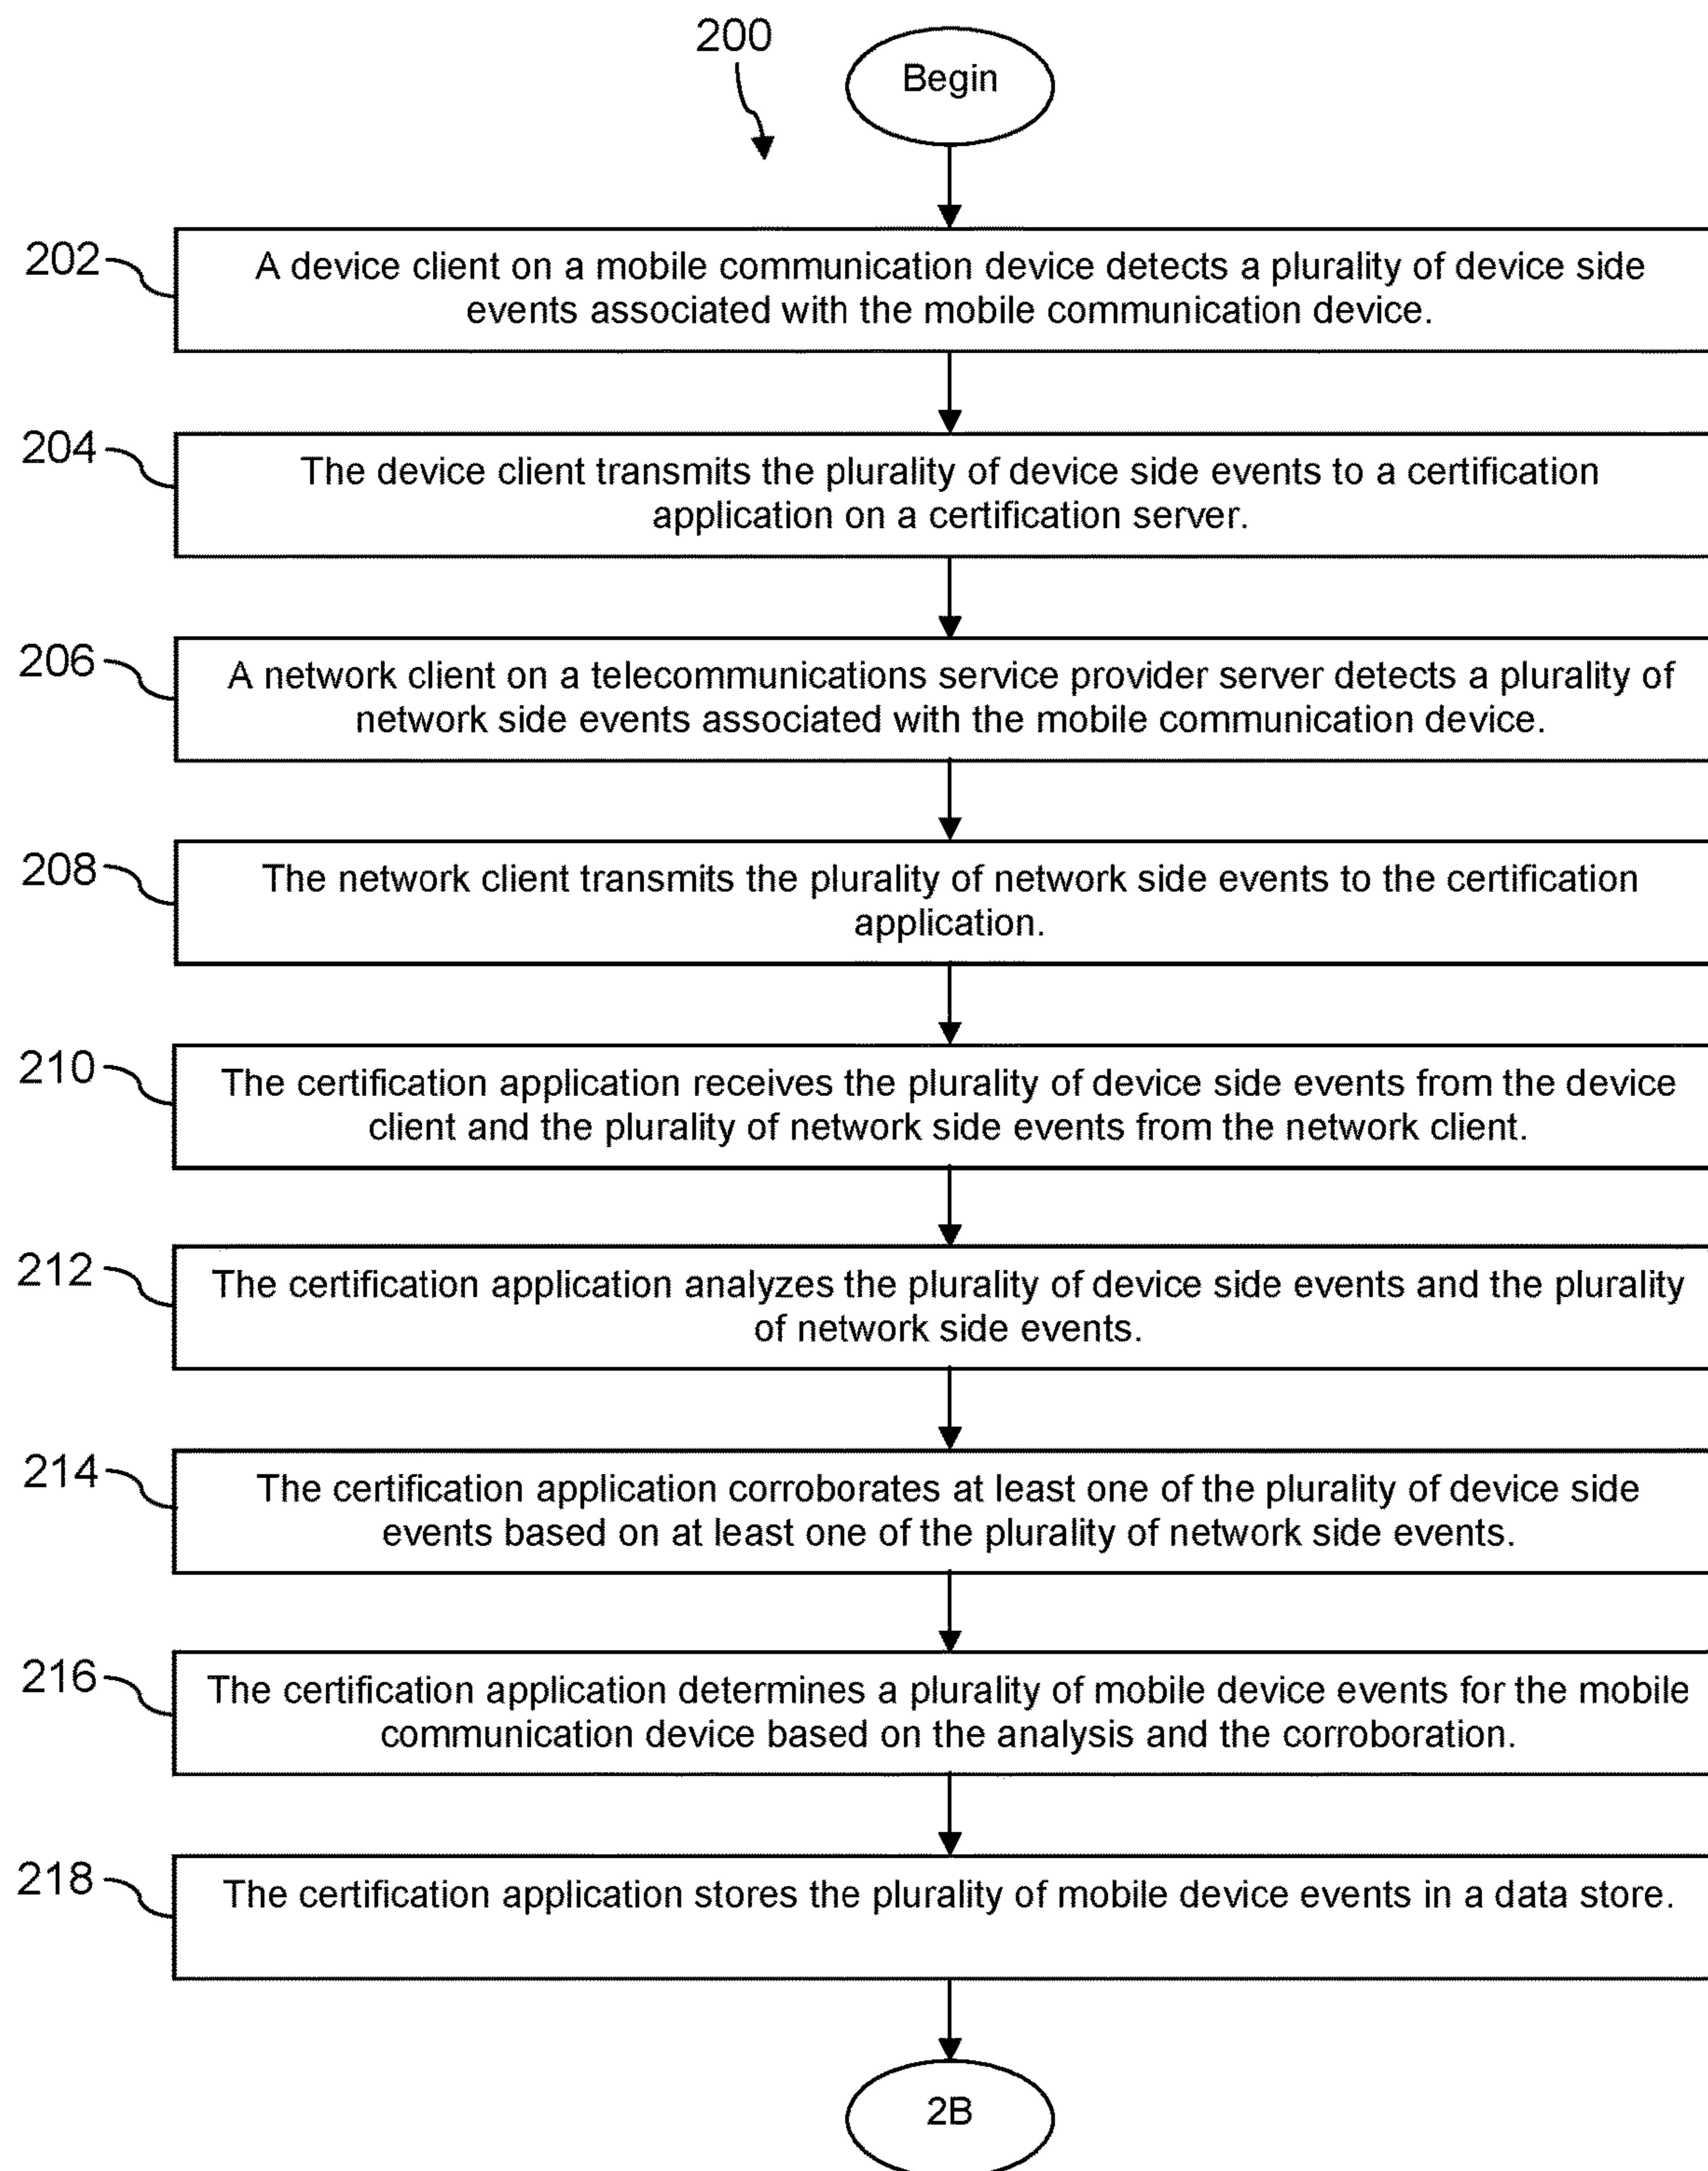 200
Begin
202
A device client on a mobile communication device detects a plurality of device side
events associated with the mobile communication device.
204
The device client transmits the plurality of device side events to a certification
application on a certification server.
206
A network client on a telecommunications service provider server detects a plurality of
network side events associated with the mobile communication device.
208
The network client transmits the plurality of network side events to the certification
application.
210
The certification application receives the plurality of device side events from the device
client and the plurality of network side events from the network client.
212
The certification application analyzes the plurality of device side events and the plurality
of network side events.
214
The certification application corroborates at least one of the plurality of device side
events based on at least one of the plurality of network side events.
216
The certification application determines a plurality of mobile device events for the mobile
communication device based on the analysis and the corroboration.
218
The certification application stores the plurality of mobile device events in a data store.
2B